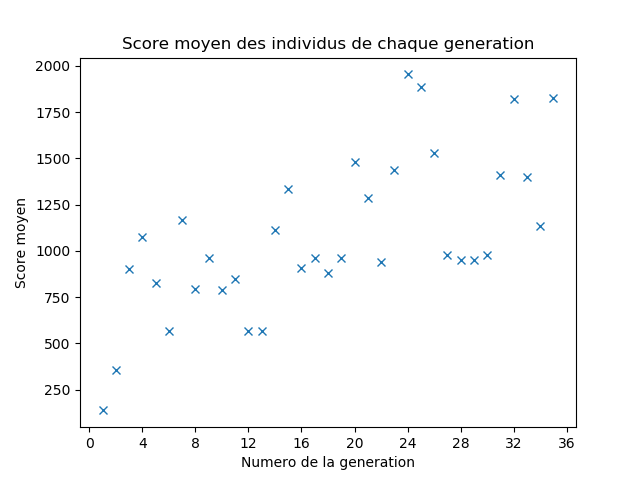 Score moyen des individus de chaque generation
2000
1750
1500
1250
1000
750
500
250
Score moyen
0 4 8 12 16 20 24 28 32 36
Numero de la generation